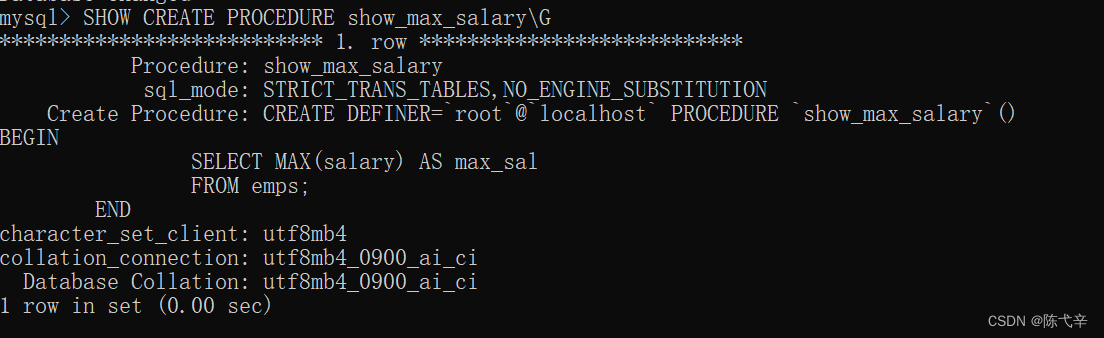 Database changed
mysql> SHOW CREATE PROCEDURE show_max_salary\G
*************************** 1. row ***************************
           Procedure: show_max_salary
            sql_mode: STRICT_TRANS_TABLES,NO_ENGINE_SUBSTITUTION
    Create Procedure: CREATE DEFINER=`root`@`localhost` PROCEDURE `show_max_salary`()
BEGIN
                SELECT MAX(salary) AS max_sal
                FROM emps;
        END
character_set_client: utf8mb4
collation_connection: utf8mb4_0900_ai_ci
  Database Collation: utf8mb4_0900_ai_ci
1 row in set (0.00 sec)
CSDN @陈弋辛